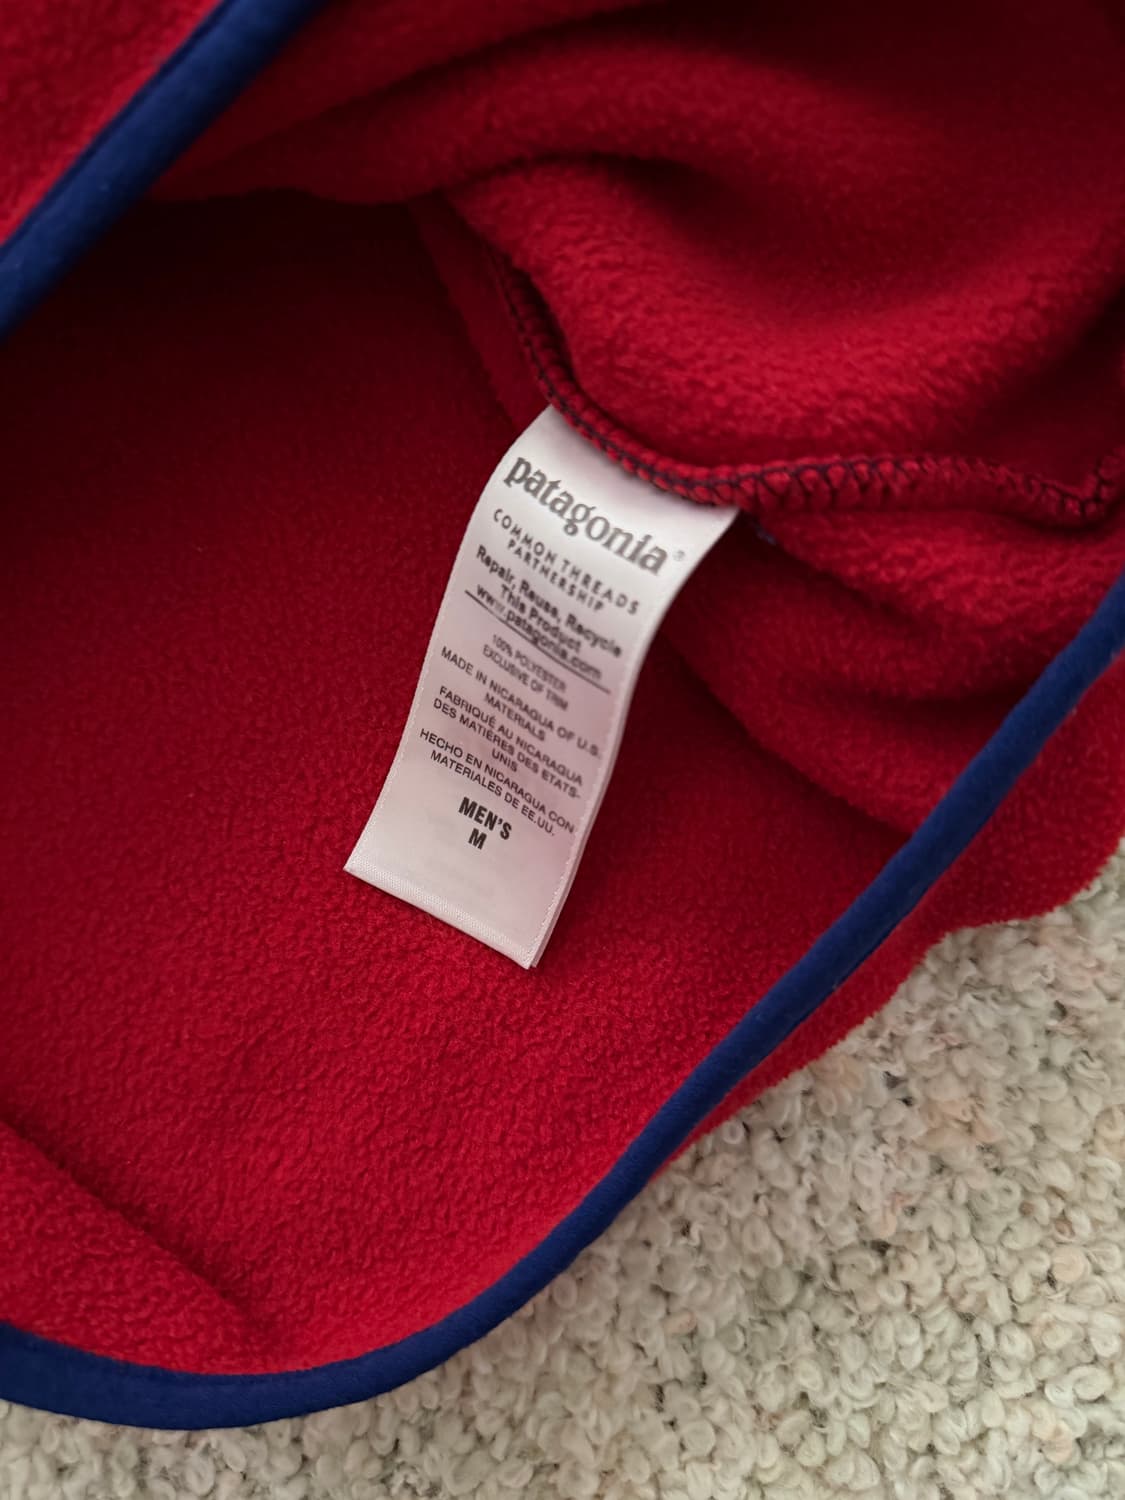 patagonia®
COMMON THREADS
PARTNERSHIP
Repair, Reuse, Recycle
This Product
www.patagonia.com
100% POLYESTER
EXCLUSIVE OF TRIM
MADE IN NICARAGUA OF U.S.
MATERIALS
FABRIQUÉ AU NICARAGUA
DES MATIÈRES DES ETATS-
UNIS
HECHO EN NICARAGUA CON
MATERIALES DE EE.UU.
MEN'S
M